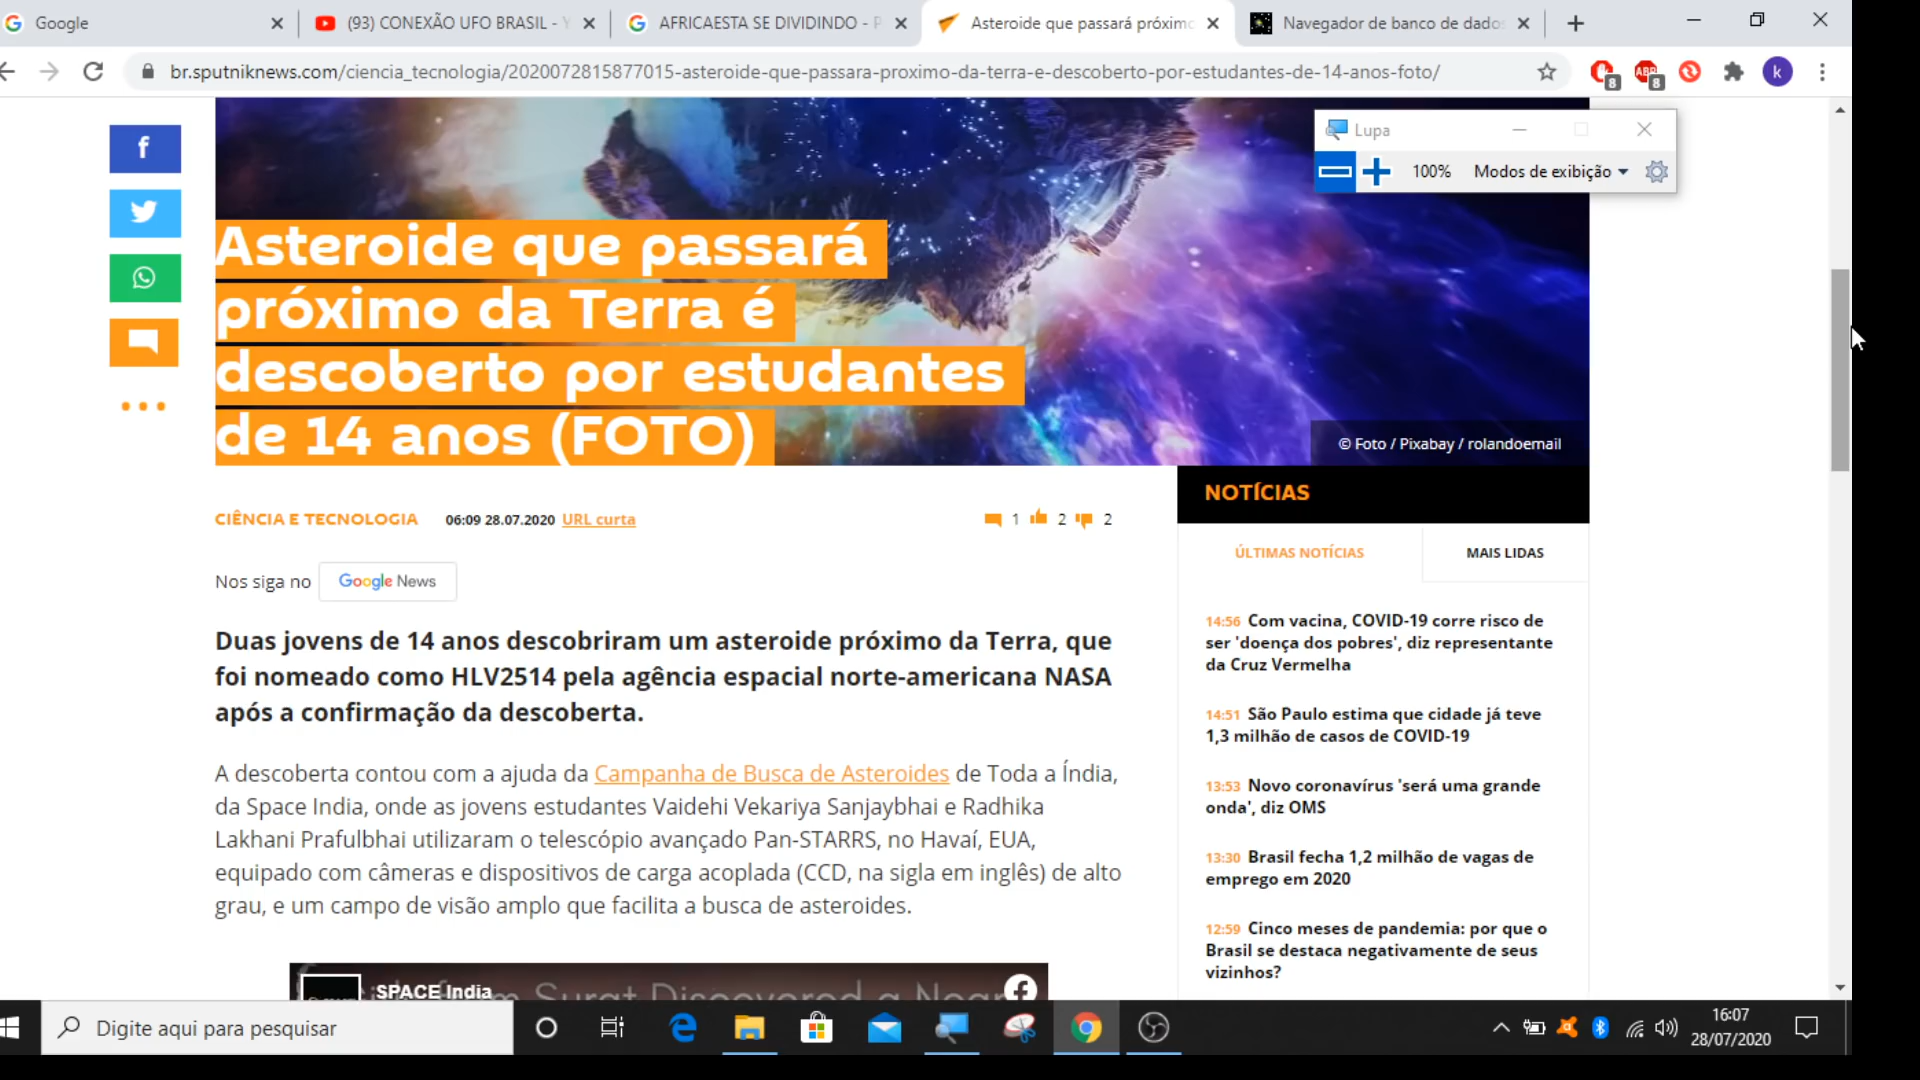 Google
(93) CONEXÃO UFO BRASIL - Y
AFRICAESTA SE DIVIDINDO - P
Asteroide que passará próximo
Navegador de banco de dados
br.sputniknews.com/ciencia_tecnologia/2020072815877015-asteroide-que-passara-proximo-da-terra-e-descoberto-por-estudantes-de-14-anos-foto/
8
ABP
8
k
Lupa
100%
Modos de exibição
Asteroide que passará
próximo da Terra é
descoberto por estudantes
de 14 anos (FOTO)
© Foto / Pixabay / rolandoemail
CIÊNCIA E TECNOLOGIA
06:09 28.07.2020
URL curta
1
2
2
Nos siga no
Google News
Duas jovens de 14 anos descobriram um asteroide próximo da Terra, que
foi nomeado como HLV2514 pela agência espacial norte-americana NASA
após a confirmação da descoberta.
A descoberta contou com a ajuda da Campanha de Busca de Asteroides de Toda a Índia,
da Space India, onde as jovens estudantes Vaidehi Vekariya Sanjaybhai e Radhika
Lakhani Prafulbhai utilizaram o telescópio avançado Pan-STARRS, no Havaí, EUA,
equipado com câmeras e dispositivos de carga acoplada (CCD, na sigla em inglês) de alto
grau, e um campo de visão amplo que facilita a busca de asteroides.
SPACE India
Surat Discovered a Near
NOTÍCIAS
ÚLTIMAS NOTÍCIAS
MAIS LIDAS
14:56 Com vacina, COVID-19 corre risco de
ser 'doença dos pobres', diz representante
da Cruz Vermelha
14:51 São Paulo estima que cidade já teve
1,3 milhão de casos de COVID-19
13:53 Novo coronavírus 'será uma grande
onda', diz OMS
13:30 Brasil fecha 1,2 milhão de vagas de
emprego em 2020
12:59 Cinco meses de pandemia: por que o
Brasil se destaca negativamente de seus
vizinhos?
Digite aqui para pesquisar
16:07
28/07/2020